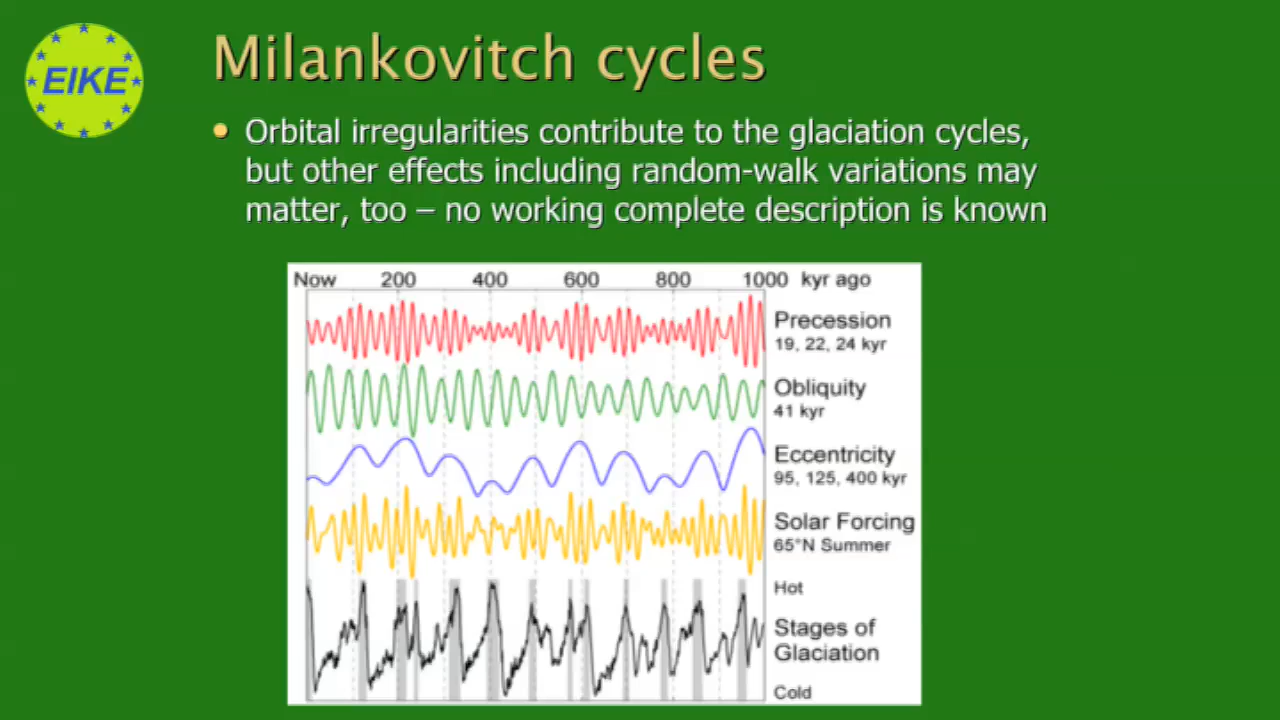 EIKE
Milankovitch cycles
Orbital irregularities contribute to the glaciation cycles,
but other effects including random-walk variations may
matter, too – no working complete description is known
Now 200 400 600 800 1000 kyr ago
Precession
19, 22, 24 kyr
Obliquity
41 kyr
Eccentricity
95, 125, 400 kyr
Solar Forcing
65°N Summer
Hot
Stages of
Glaciation
Cold